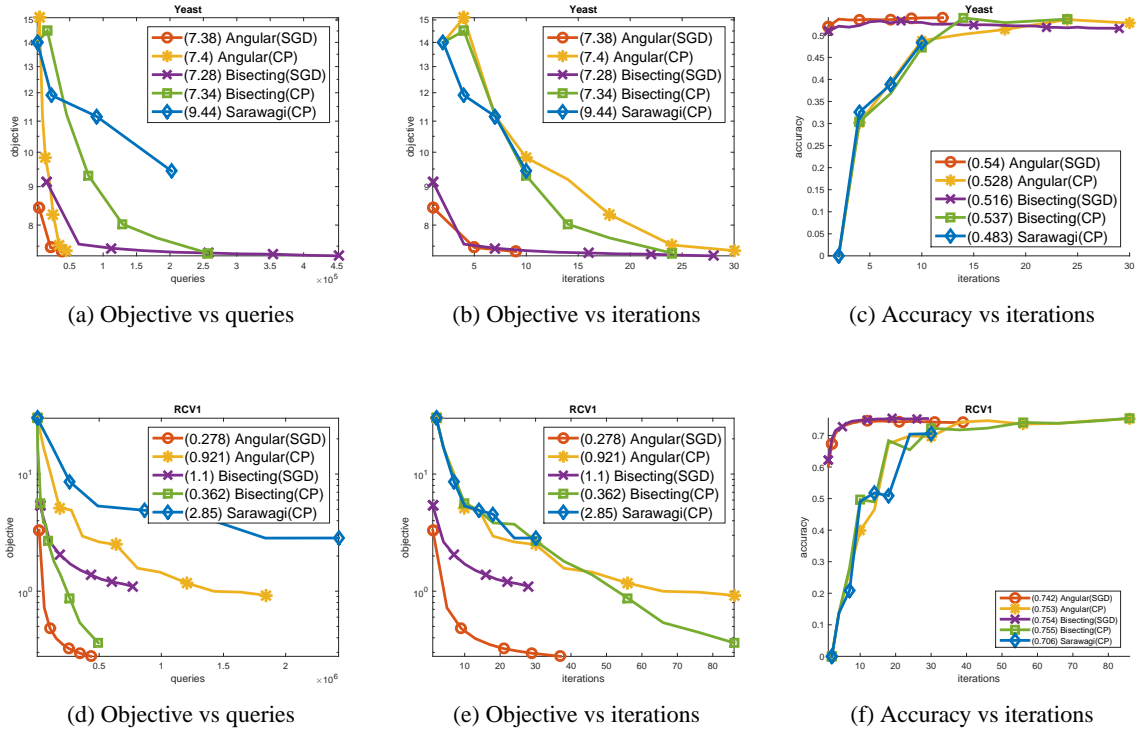 Yeast
15
14
13
12
11
10
9
8
objective
(7.38) Angular(SGD)
(7.4) Angular(CP)
(7.28) Bisecting(SGD)
(7.34) Bisecting(CP)
(9.44) Sarawagi(CP)
0.5 1 1.5 2 2.5 3 3.5 4 4.5
queries
×10^5
(a) Objective vs queries
Yeast
15
14
13
12
11
10
9
8
objective
(7.38) Angular(SGD)
(7.4) Angular(CP)
(7.28) Bisecting(SGD)
(7.34) Bisecting(CP)
(9.44) Sarawagi(CP)
5 10 15 20 25 30
iterations
(b) Objective vs iterations
Yeast
0.5
0.45
0.4
0.35
0.3
0.25
0.2
0.15
0.1
0.05
0
accuracy
(0.54) Angular(SGD)
(0.528) Angular(CP)
(0.516) Bisecting(SGD)
(0.537) Bisecting(CP)
(0.483) Sarawagi(CP)
5 10 15 20 25 30
iterations
(c) Accuracy vs iterations
RCV1
10^1
10^0
objective
(0.278) Angular(SGD)
(0.921) Angular(CP)
(1.1) Bisecting(SGD)
(0.362) Bisecting(CP)
(2.85) Sarawagi(CP)
0.5 1 1.5 2
queries
×10^6
(d) Objective vs queries
RCV1
10^1
10^0
objective
(0.278) Angular(SGD)
(0.921) Angular(CP)
(1.1) Bisecting(SGD)
(0.362) Bisecting(CP)
(2.85) Sarawagi(CP)
10 20 30 40 50 60 70 80
iterations
(e) Objective vs iterations
RCV1
0.7
0.6
0.5
0.4
0.3
0.2
0.1
0
accuracy
(0.742) Angular(SGD)
(0.753) Angular(CP)
(0.754) Bisecting(SGD)
(0.755) Bisecting(CP)
(0.706) Sarawagi(CP)
10 20 30 40 50 60 70 80
iterations
(f) Accuracy vs iterations